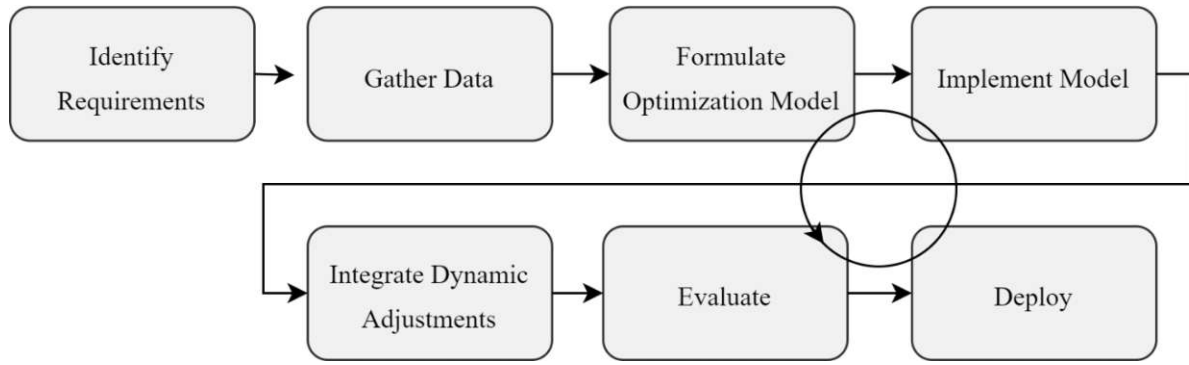 Identify
Requirements
Gather Data
Formulate
Optimization Model
Implement Model
Integrate Dynamic
Adjustments
Evaluate
Deploy